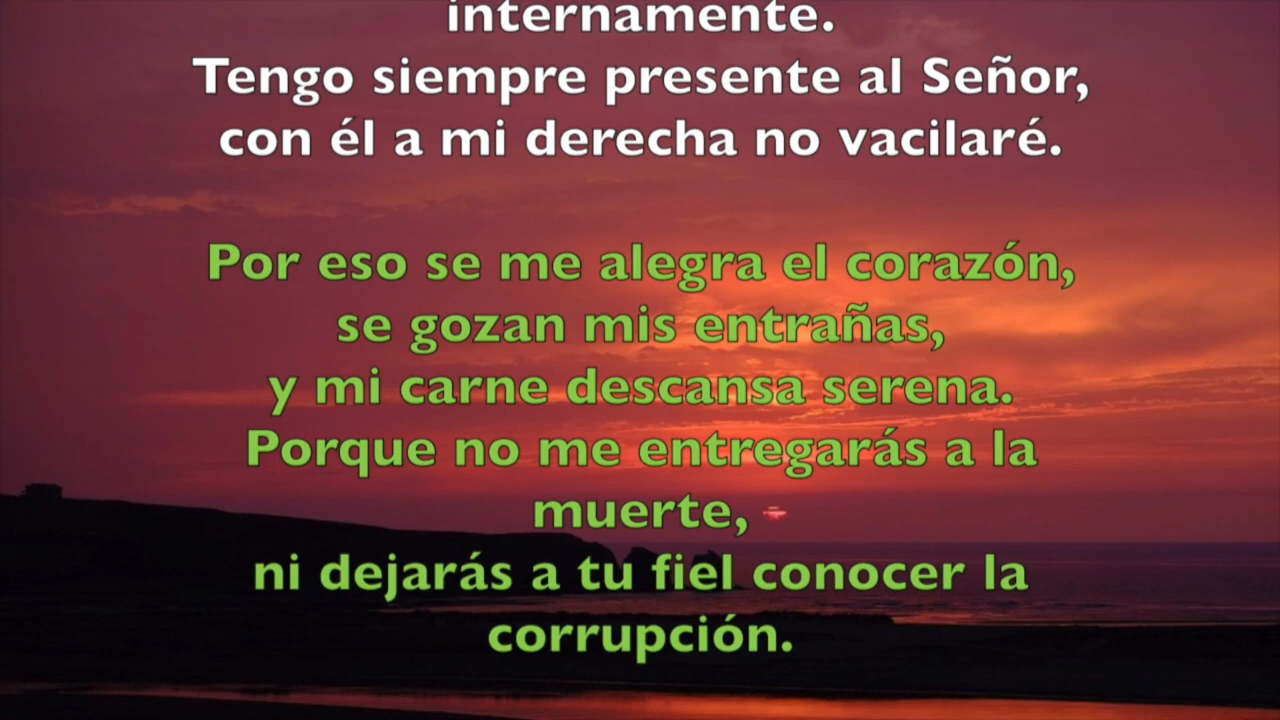 internamente.
Tengo siempre presente al Señor,
con él a mi derecha no vacilaré.
Por eso se me alegra el corazón,
se gozan mis entrañas,
y mi carne descansa serena.
Porque no me entregarás a la
muerte,
ni dejarás a tu fiel conocer la
corrupción.